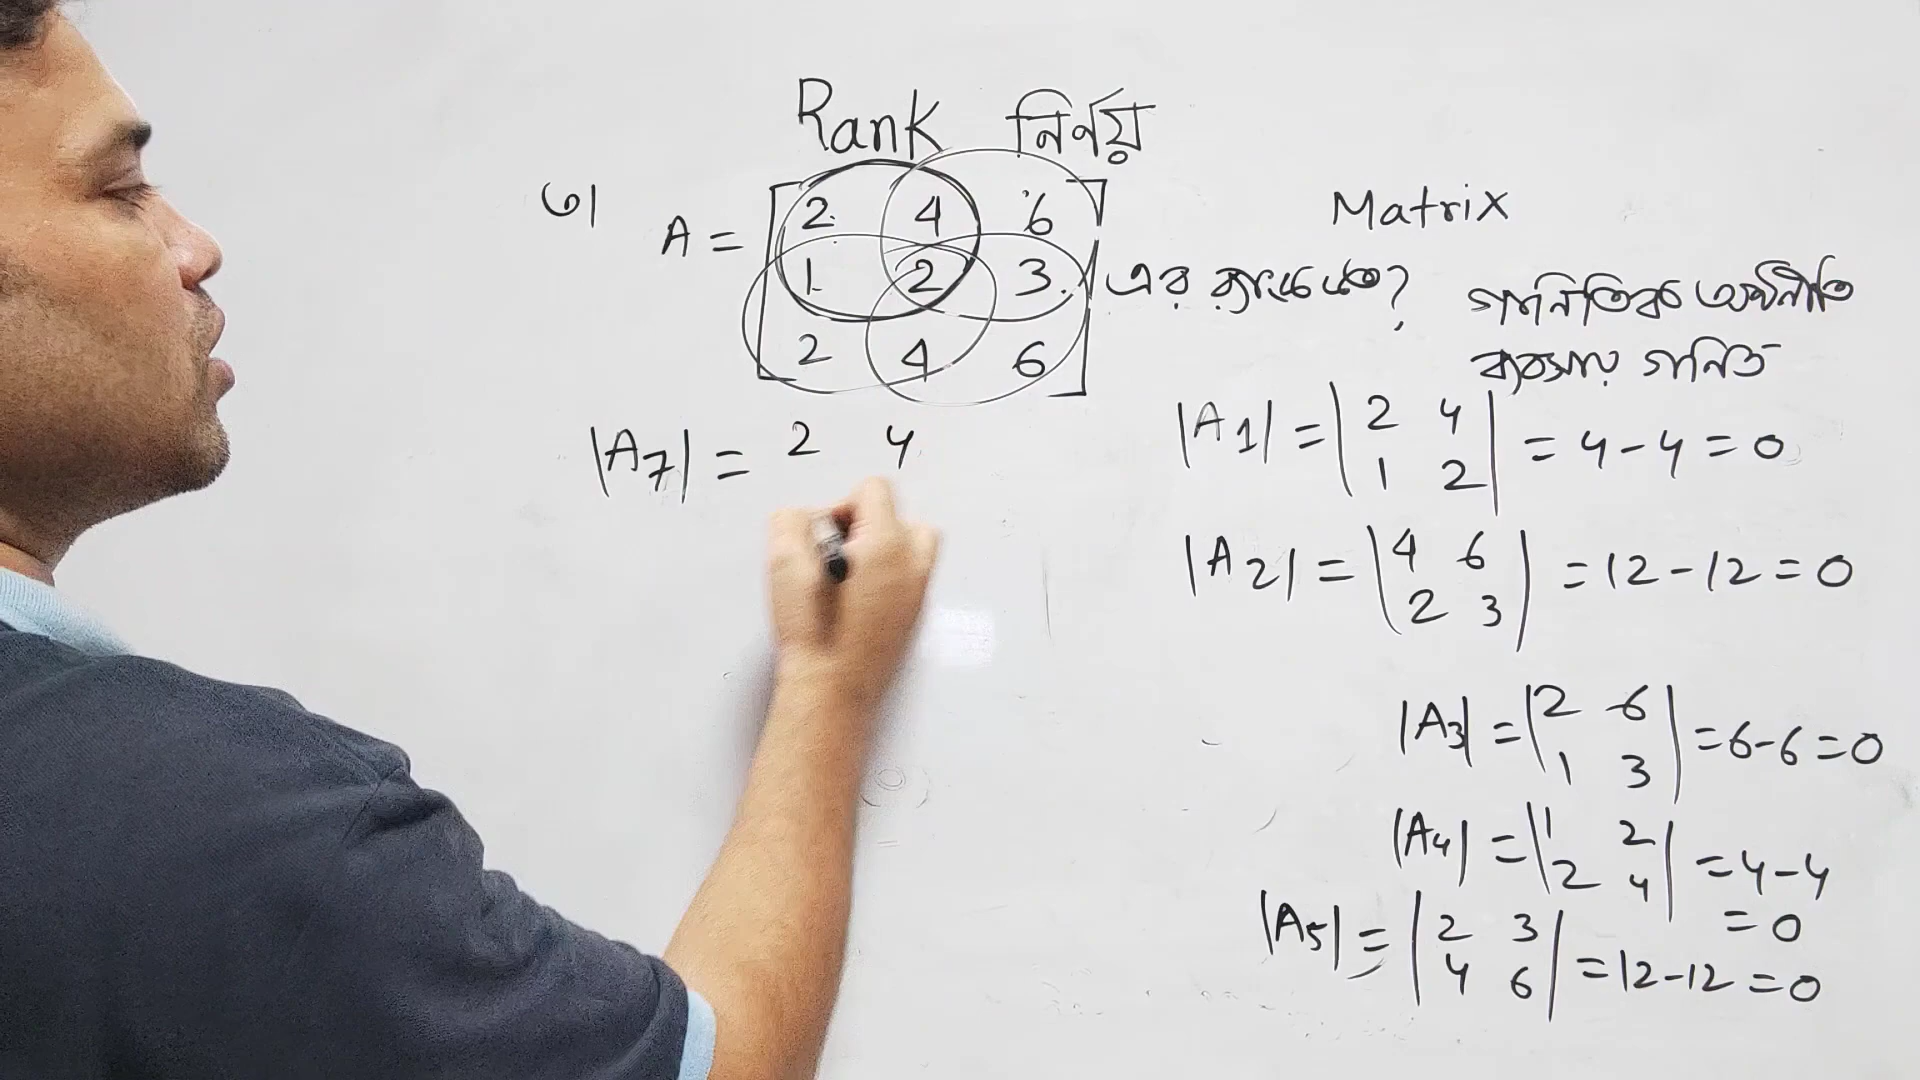 Rank নির্ণয়
৩।
A = [2 4 6
1 2 3
2 4 6] এর র‍্যাংক কত?
Matrix
গাণিতিক অর্থনীতি
ব্যবসায় গণিত
|A7| = 2 4
|A1| = |2 4
1 2| = 4-4 = 0
|A2| = |4 6
2 3| = 12-12 = 0
|A3| = |2 6
1 3| = 6-6=0
|A4| = |1 2
2 4| = 4-4
= 0
|A5| = |2 3
4 6| = 12-12 = 0